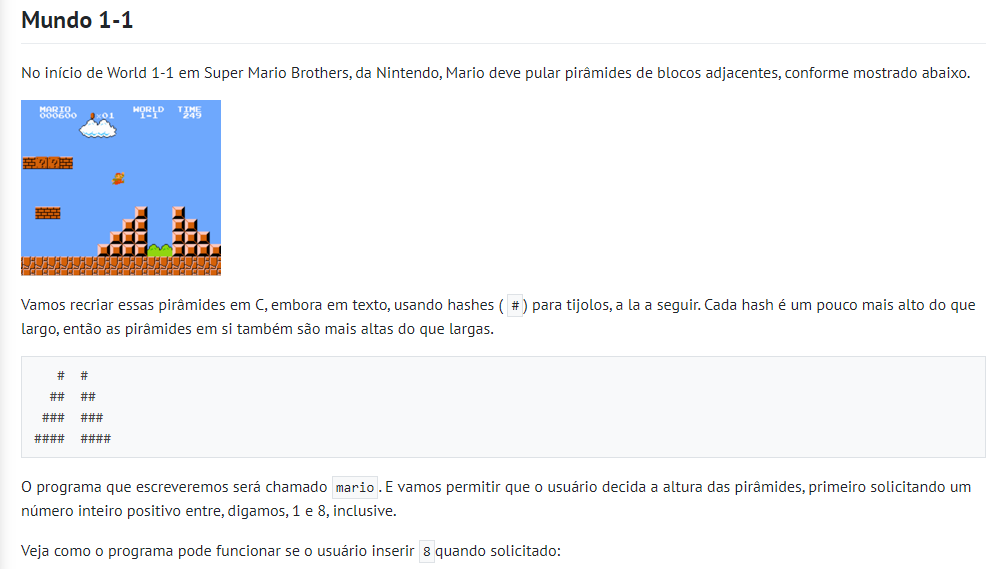 Mundo 1-1
No início de World 1-1 em Super Mario Brothers, da Nintendo, Mario deve pular pirâmides de blocos adjacentes, conforme mostrado abaixo.
MARIO WORLD TIME
000600 ×01 1-1 249
? ?
Vamos recriar essas pirâmides em C, embora em texto, usando hashes ( # ) para tijolos, a la a seguir. Cada hash é um pouco mais alto do que
largo, então as pirâmides em si também são mais altas do que largas.
   #  #
  ##  ##
 ###  ###
####  ####
O programa que escreveremos será chamado mario . E vamos permitir que o usuário decida a altura das pirâmides, primeiro solicitando um
número inteiro positivo entre, digamos, 1 e 8, inclusive.
Veja como o programa pode funcionar se o usuário inserir 8 quando solicitado: